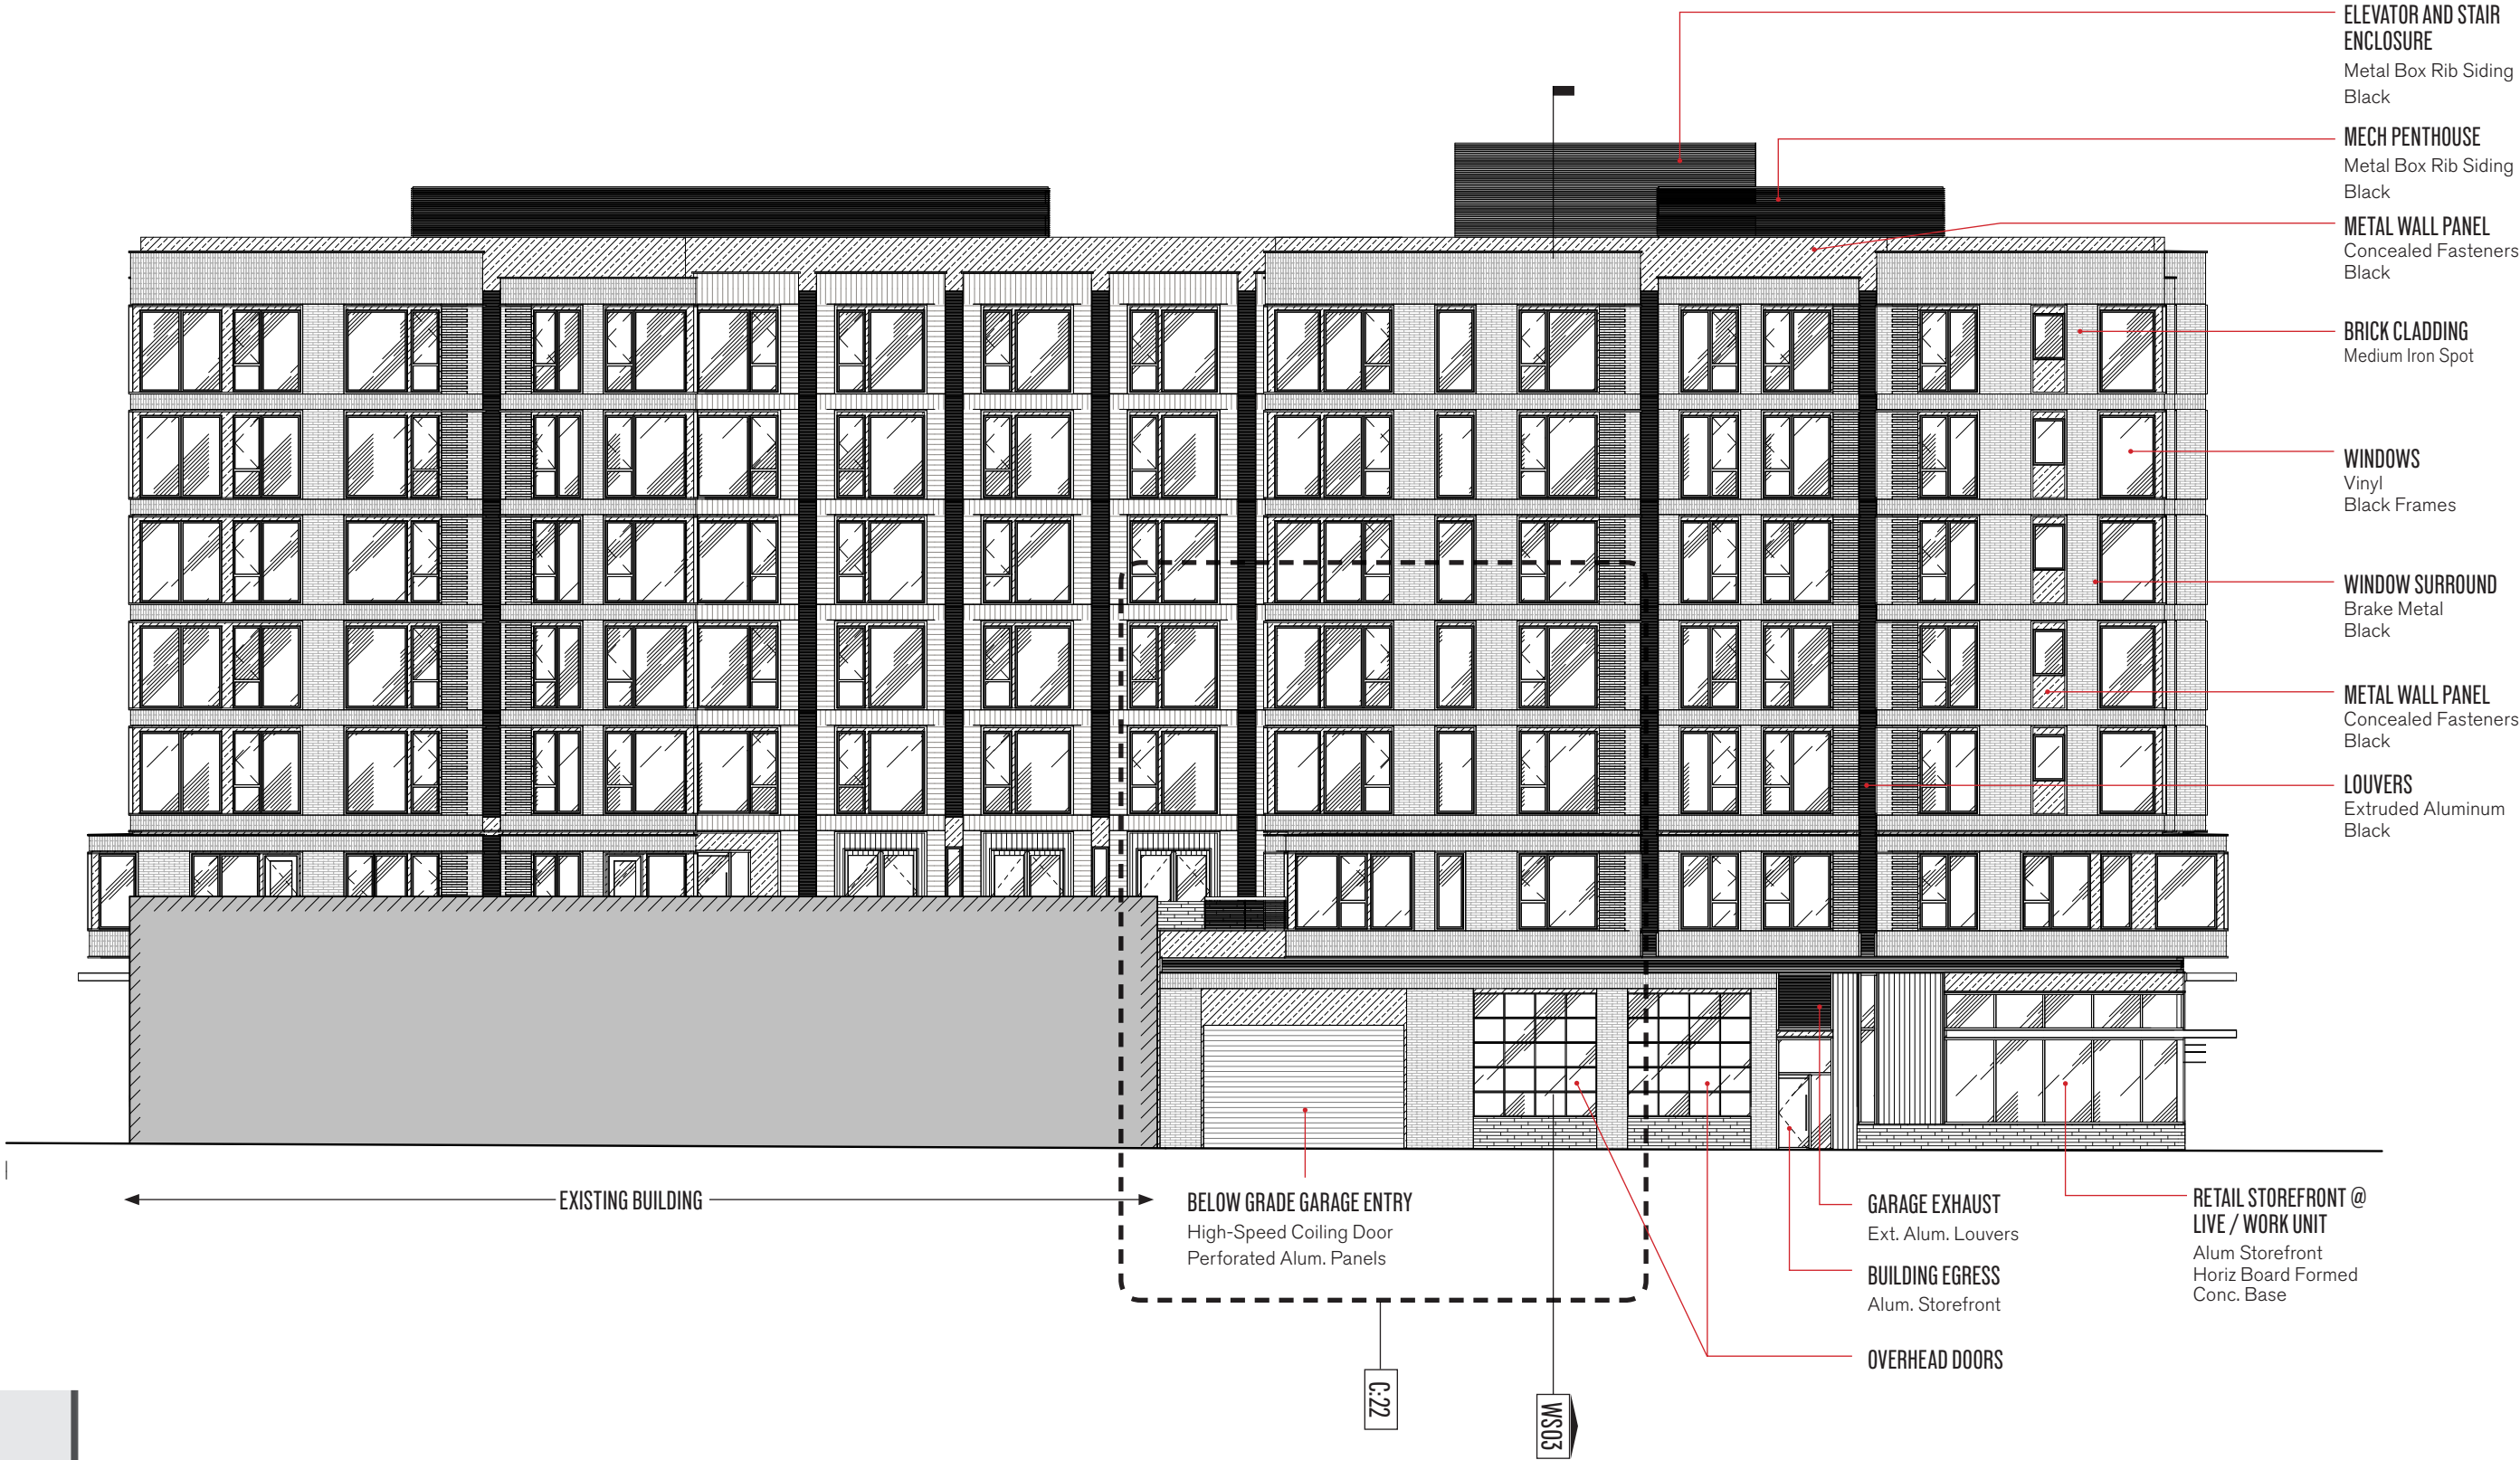 ELEVATOR AND STAIR
ENCLOSURE
Metal Box Rib Siding
Black
MECH PENTHOUSE
Metal Box Rib Siding
Black
METAL WALL PANEL
Concealed Fasteners
Black
BRICK CLADDING
Medium Iron Spot
WINDOWS
Vinyl
Black Frames
WINDOW SURROUND
Brake Metal
Black
METAL WALL PANEL
Concealed Fasteners
Black
LOUVERS
Extruded Aluminum
Black
EXISTING BUILDING
BELOW GRADE GARAGE ENTRY
High-Speed Coiling Door
Perforated Alum. Panels
GARAGE EXHAUST
Ext. Alum. Louvers
BUILDING EGRESS
Alum. Storefront
OVERHEAD DOORS
RETAIL STOREFRONT @
LIVE / WORK UNIT
Alum Storefront
Horiz Board Formed
Conc. Base
C:22
WS03